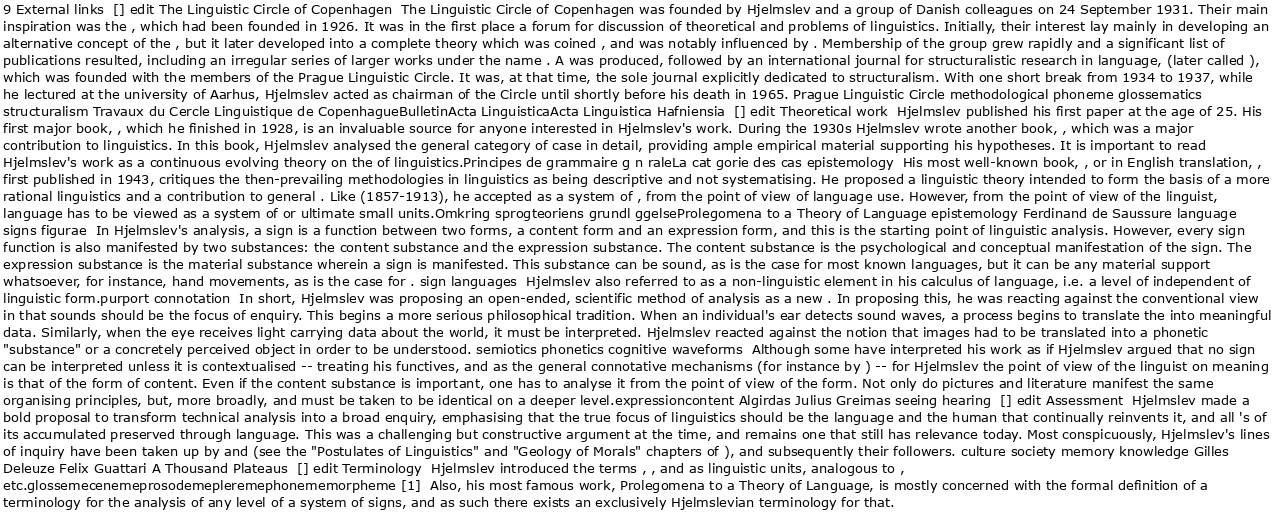 9 External links  [] edit The Linguistic Circle of Copenhagen  The Linguistic Circle of Copenhagen was founded by Hjelmslev and a group of Danish colleagues on 24 September 1931. Their main
inspiration was the , which had been founded in 1926. It was in the first place a forum for discussion of theoretical and problems of linguistics. Initially, their interest lay mainly in developing an
alternative concept of the , but it later developed into a complete theory which was coined , and was notably influenced by . Membership of the group grew rapidly and a significant list of
publications resulted, including an irregular series of larger works under the name . A was produced, followed by an international journal for structuralistic research in language, (later called ),
which was founded with the members of the Prague Linguistic Circle. It was, at that time, the sole journal explicitly dedicated to structuralism. With one short break from 1934 to 1937, while
he lectured at the university of Aarhus, Hjelmslev acted as chairman of the Circle until shortly before his death in 1965. Prague Linguistic Circle methodological phoneme glossematics
structuralism Travaux du Cercle Linguistique de CopenhagueBulletinActa LinguisticaActa Linguistica Hafniensia  [] edit Theoretical work  Hjelmslev published his first paper at the age of 25. His
first major book, , which he finished in 1928, is an invaluable source for anyone interested in Hjelmslev's work. During the 1930s Hjelmslev wrote another book, , which was a major
contribution to linguistics. In this book, Hjelmslev analysed the general category of case in detail, providing ample empirical material supporting his hypotheses. It is important to read
Hjelmslev's work as a continuous evolving theory on the of linguistics.Principes de grammaire g n raleLa cat gorie des cas epistemology  His most well-known book, , or in English translation, ,
first published in 1943, critiques the then-prevailing methodologies in linguistics as being descriptive and not systematising. He proposed a linguistic theory intended to form the basis of a more
rational linguistics and a contribution to general . Like (1857-1913), he accepted as a system of , from the point of view of language use. However, from the point of view of the linguist,
language has to be viewed as a system of or ultimate small units.Omkring sprogteoriens grundl ggelseProlegomena to a Theory of Language epistemology Ferdinand de Saussure language
signs figurae  In Hjelmslev's analysis, a sign is a function between two forms, a content form and an expression form, and this is the starting point of linguistic analysis. However, every sign
function is also manifested by two substances: the content substance and the expression substance. The content substance is the psychological and conceptual manifestation of the sign. The
expression substance is the material substance wherein a sign is manifested. This substance can be sound, as is the case for most known languages, but it can be any material support
whatsoever, for instance, hand movements, as is the case for . sign languages  Hjelmslev also referred to as a non-linguistic element in his calculus of language, i.e. a level of independent of
linguistic form.purport connotation  In short, Hjelmslev was proposing an open-ended, scientific method of analysis as a new . In proposing this, he was reacting against the conventional view
in that sounds should be the focus of enquiry. This begins a more serious philosophical tradition. When an individual's ear detects sound waves, a process begins to translate the into meaningful
data. Similarly, when the eye receives light carrying data about the world, it must be interpreted. Hjelmslev reacted against the notion that images had to be translated into a phonetic
"substance" or a concretely perceived object in order to be understood. semiotics phonetics cognitive waveforms  Although some have interpreted his work as if Hjelmslev argued that no sign
can be interpreted unless it is contextualised -- treating his functives, and as the general connotative mechanisms (for instance by ) -- for Hjelmslev the point of view of the linguist on meaning
is that of the form of content. Even if the content substance is important, one has to analyse it from the point of view of the form. Not only do pictures and literature manifest the same
organising principles, but, more broadly, and must be taken to be identical on a deeper level.expressioncontent Algirdas Julius Greimas seeing hearing  [] edit Assessment  Hjelmslev made a
bold proposal to transform technical analysis into a broad enquiry, emphasising that the true focus of linguistics should be the language and the human that continually reinvents it, and all 's of
its accumulated preserved through language. This was a challenging but constructive argument at the time, and remains one that still has relevance today. Most conspicuously, Hjelmslev's lines
of inquiry have been taken up by and (see the "Postulates of Linguistics" and "Geology of Morals" chapters of ), and subsequently their followers. culture society memory knowledge Gilles
Deleuze Felix Guattari A Thousand Plateaus  [] edit Terminology  Hjelmslev introduced the terms , , and as linguistic units, analogous to ,
etc.glossemecenemeprosodemepleremephonememorpheme [1]  Also, his most famous work, Prolegomena to a Theory of Language, is mostly concerned with the formal definition of a
terminology for the analysis of any level of a system of signs, and as such there exists an exclusively Hjelmslevian terminology for that.